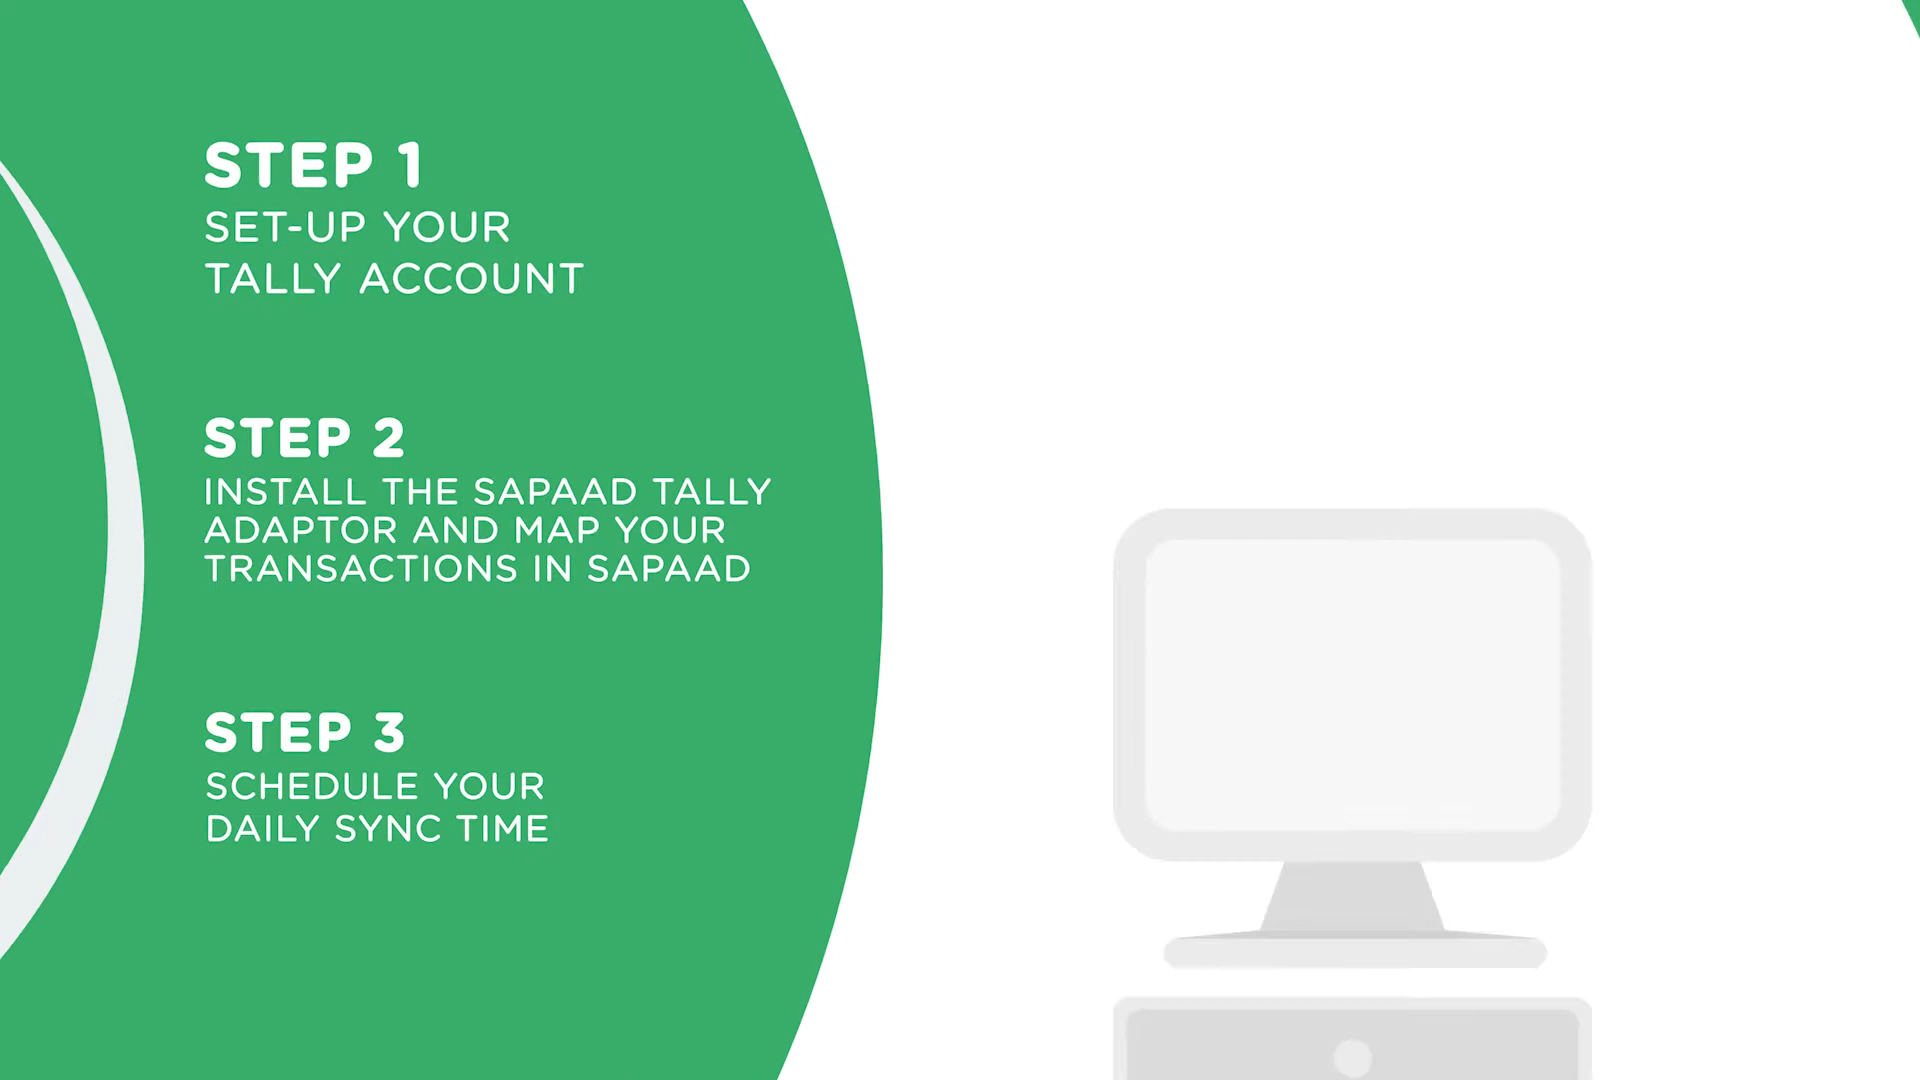 STEP 1
SET-UP YOUR
TALLY ACCOUNT
STEP 2
INSTALL THE SAPAAD TALLY
ADAPTOR AND MAP YOUR
TRANSACTIONS IN SAPAAD
STEP 3
SCHEDULE YOUR
DAILY SYNC TIME